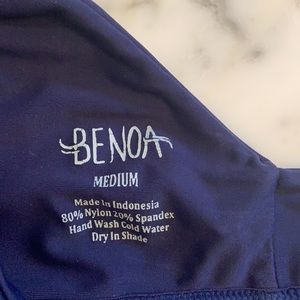 BENOA
MEDIUM
Made In Indonesia
80% Nylon 20% Spandex
Hand Wash Cold Water
Dry In Shade